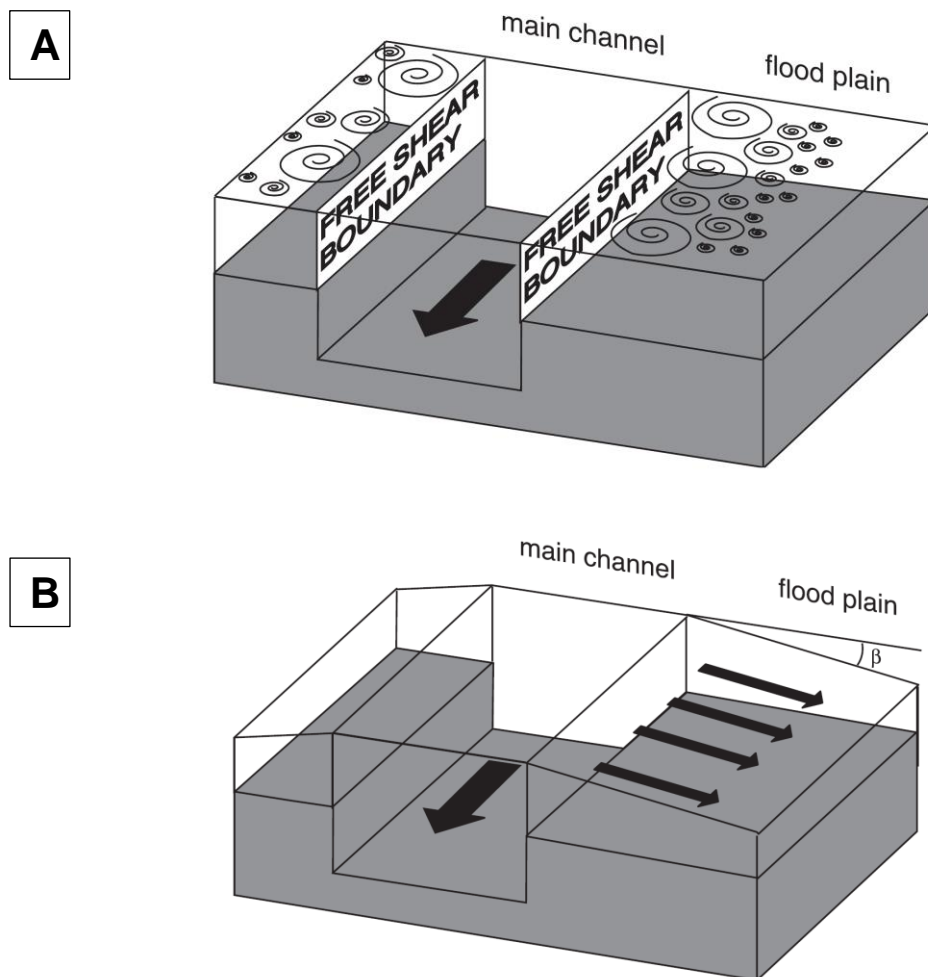 A
main channel
flood plain
FREE SHEAR
BOUNDARY
FREE SHEAR
BOUNDARY
B
main channel
flood plain
β